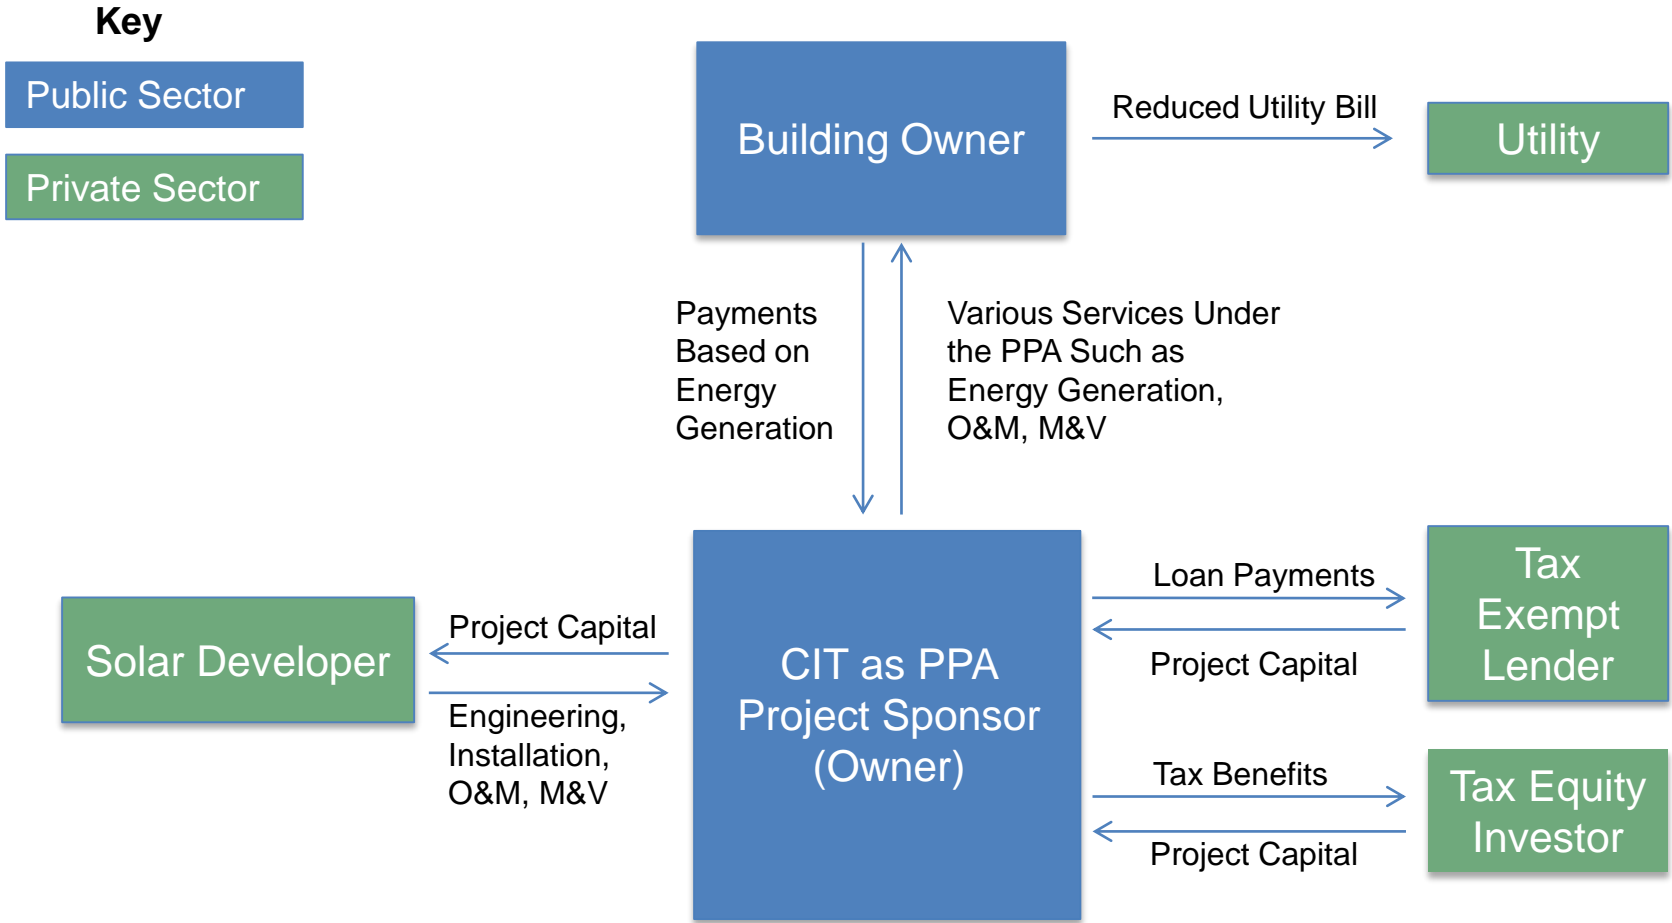 Key
Public Sector
Private Sector
Building Owner
Reduced Utility Bill
Utility
Payments
Based on
Energy
Generation
Various Services Under
the PPA Such as
Energy Generation,
O&M, M&V
Solar Developer
Project Capital
Engineering,
Installation,
O&M, M&V
CIT as PPA
Project Sponsor
(Owner)
Loan Payments
Project Capital
Tax
Exempt
Lender
Tax Benefits
Project Capital
Tax Equity
Investor